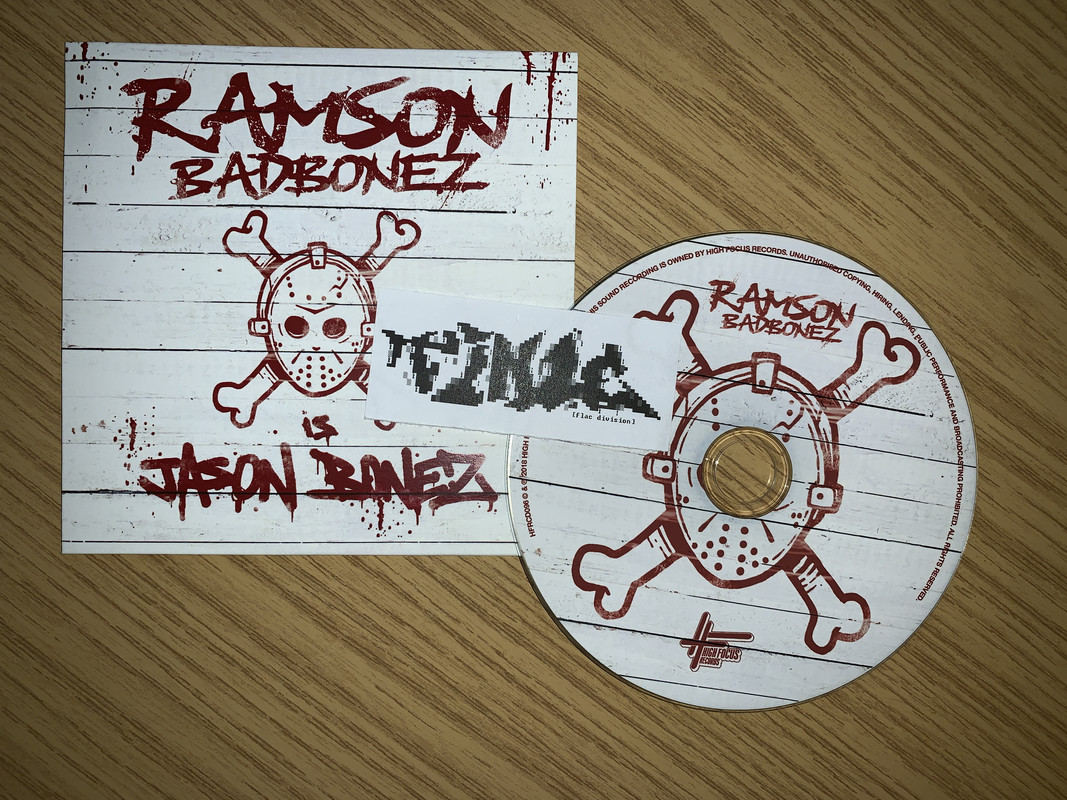 RAMSON
BADBONEZ
IS
JASON BONEZ
[flac division]
RAMSON
BADBONEZ
THIS SOUND RECORDING IS OWNED BY HIGH FOCUS RECORDS. UNAUTHORISED COPYING, HIRING, LENDING, PUBLIC PERFORMANCE AND BROADCASTING PROHIBITED. ALL RIGHTS RESERVED.
HFRCD096 © & ℗ 2018 HIGH
HIGH FOCUS
RECORDS